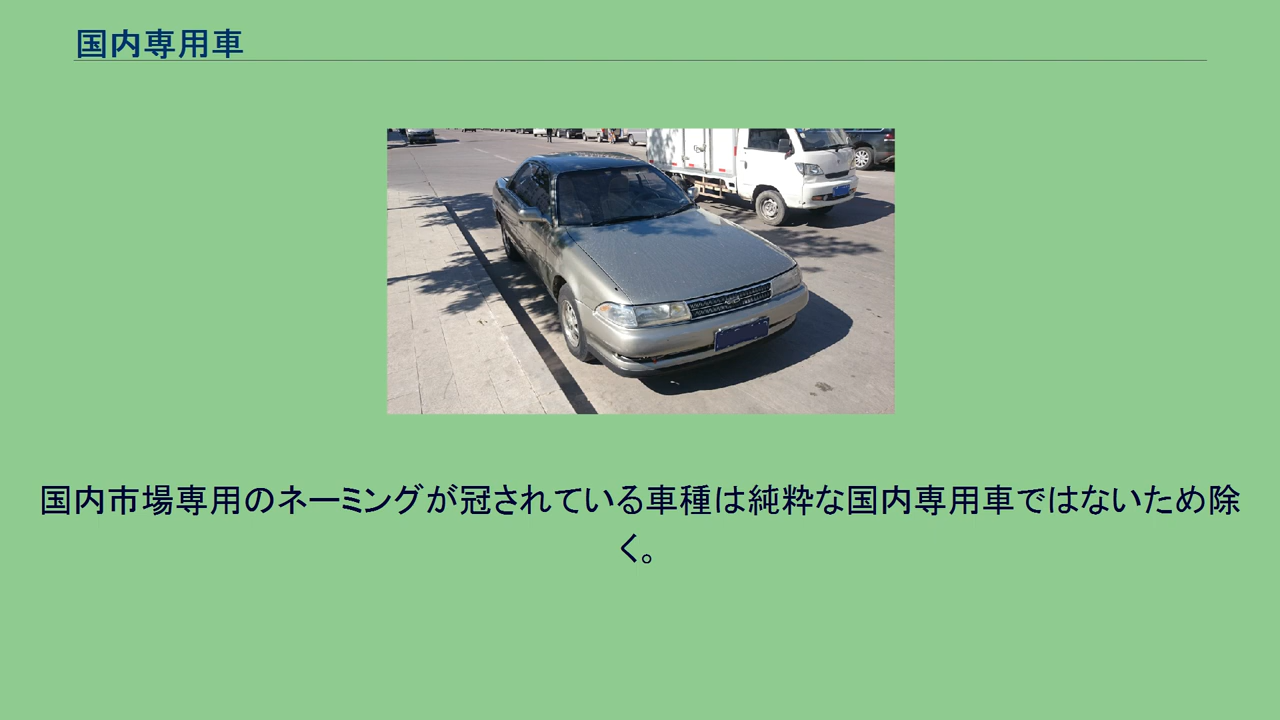 国内専用車
国内市場専用のネーミングが冠されている車種は純粋な国内専用車ではないため除
く。